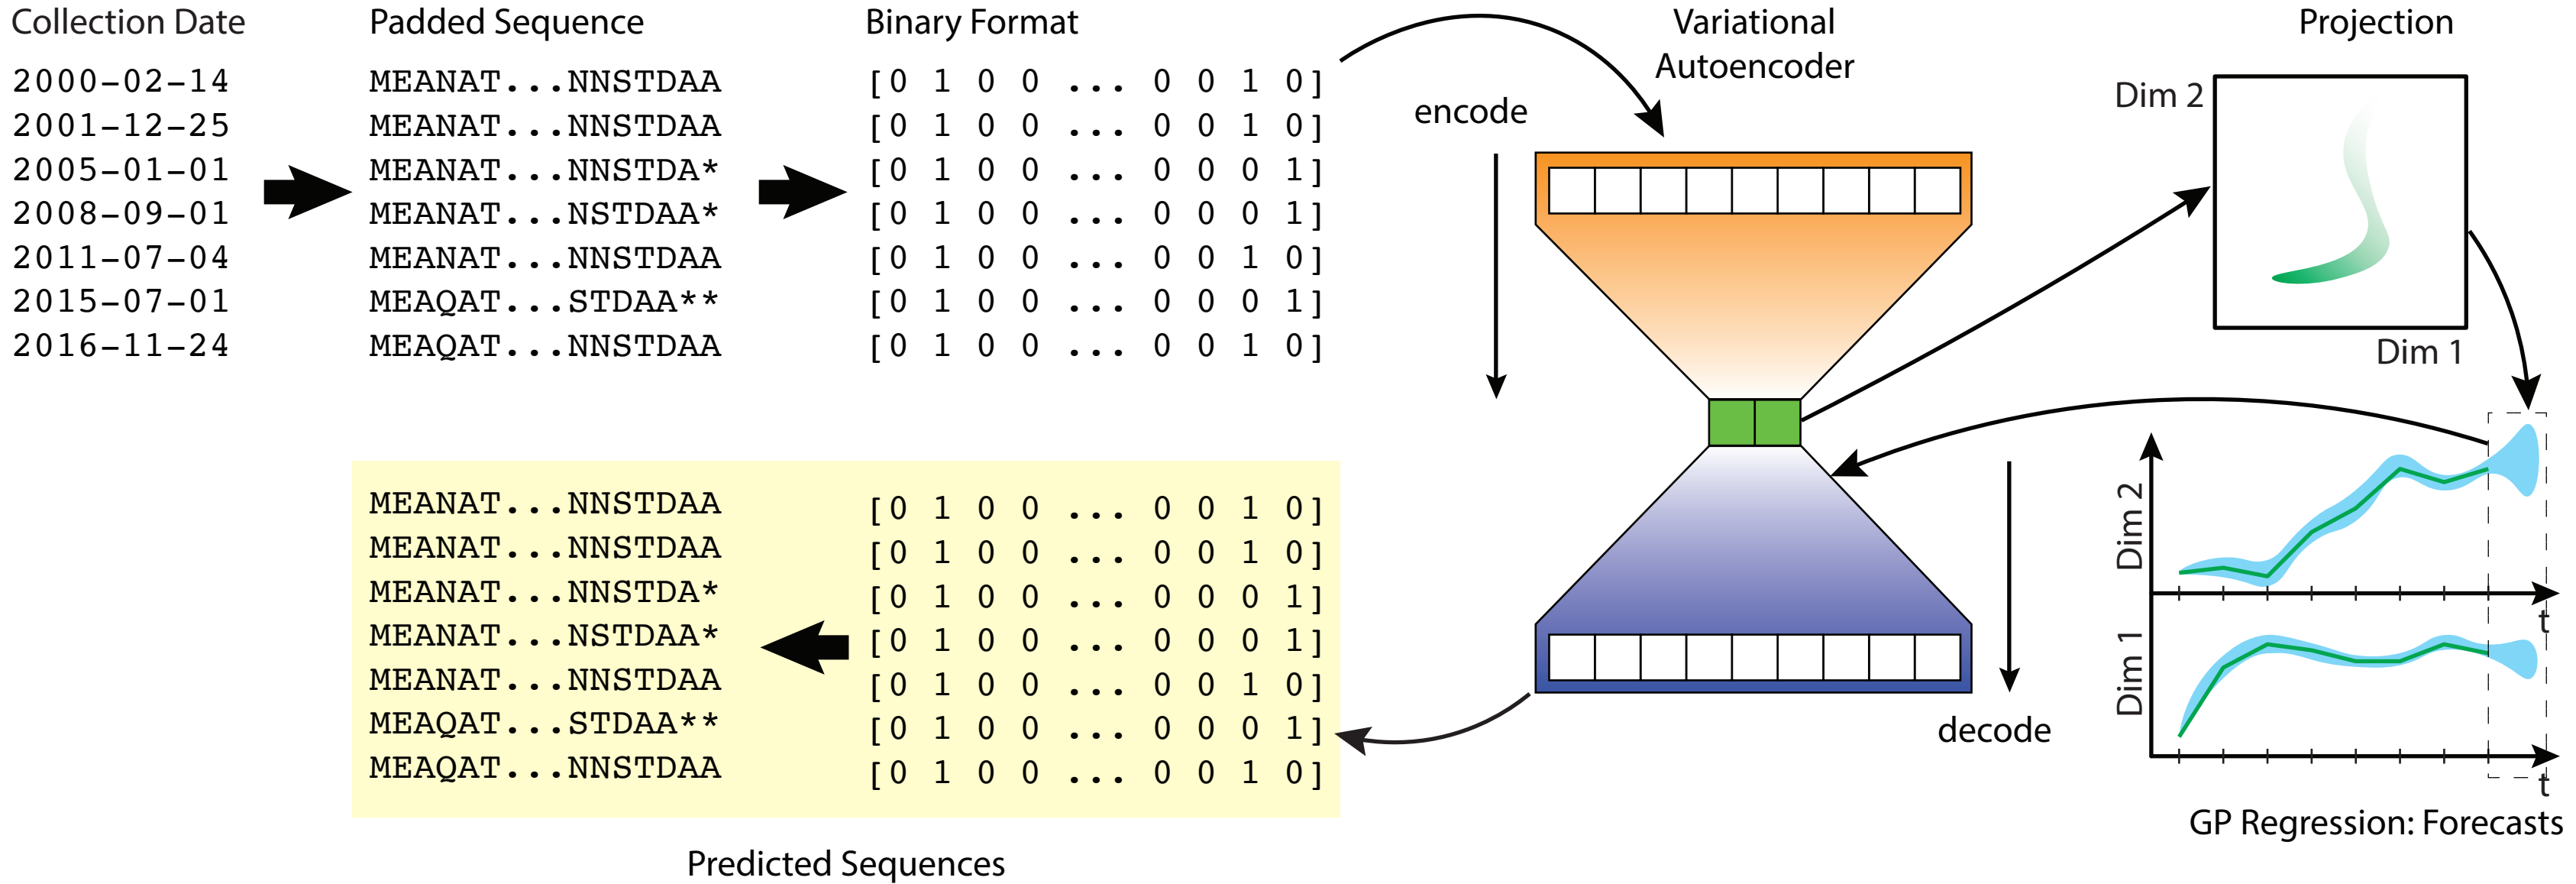 Collection Date Padded Sequence Binary Format Variational Autoencoder Projection
2000-02-14 MEANAT...NNSTDAA [0 1 0 0 ... 0 0 1 0]
2001-12-25 MEANAT...NNSTDAA [0 1 0 0 ... 0 0 1 0]
2005-01-01 MEANAT...NNSTDA* [0 1 0 0 ... 0 0 0 1]
2008-09-01 MEANAT...NSTDAA* [0 1 0 0 ... 0 0 0 1]
2011-07-04 MEANAT...NNSTDAA [0 1 0 0 ... 0 0 1 0]
2015-07-01 MEAQAT...STDAA** [0 1 0 0 ... 0 0 0 1]
2016-11-24 MEAQAT...NNSTDAA [0 1 0 0 ... 0 0 1 0]
encode
Dim 2
Dim 1
MEANAT...NNSTDAA [0 1 0 0 ... 0 0 1 0]
MEANAT...NNSTDAA [0 1 0 0 ... 0 0 1 0]
MEANAT...NNSTDA* [0 1 0 0 ... 0 0 0 1]
MEANAT...NSTDAA* [0 1 0 0 ... 0 0 0 1]
MEANAT...NNSTDAA [0 1 0 0 ... 0 0 1 0]
MEAQAT...STDAA** [0 1 0 0 ... 0 0 0 1]
MEAQAT...NNSTDAA [0 1 0 0 ... 0 0 1 0]
Predicted Sequences
decode
Dim 2
t
Dim 1
t
GP Regression: Forecasts